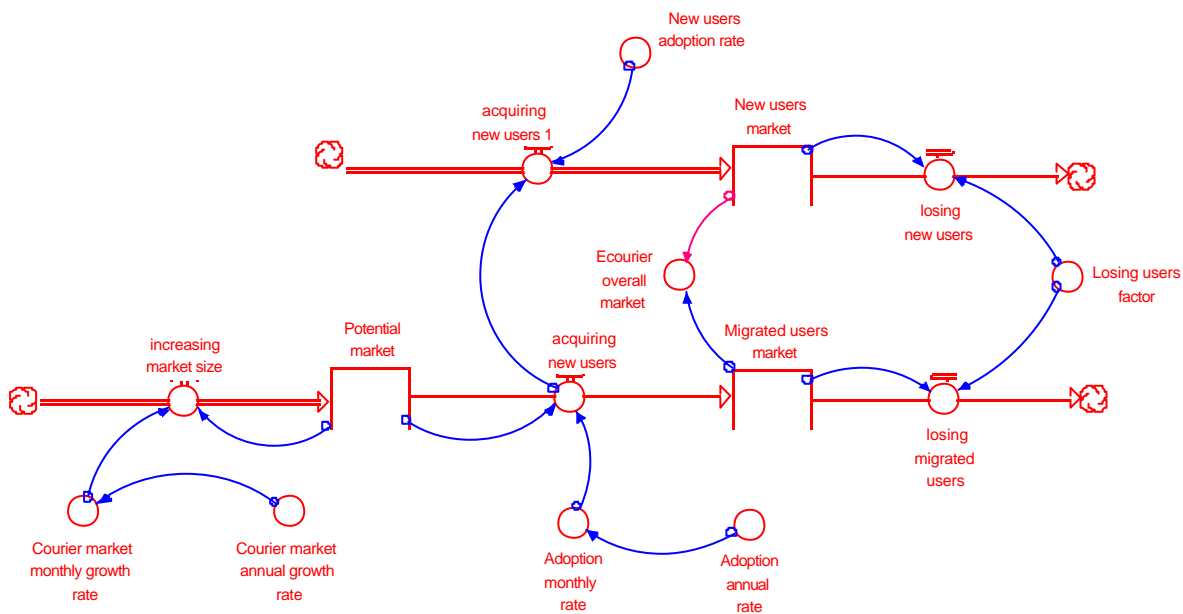 New users
adoption rate
acquiring
new users 1
New users
market
losing
new users
Ecourier
overall
market
Losing users
factor
increasing
market size
Potential
market
acquiring
new users
Migrated users
market
losing
migrated
users
Courier market
monthly growth
rate
Courier market
annual growth
rate
Adoption
monthly
rate
Adoption
annual
rate